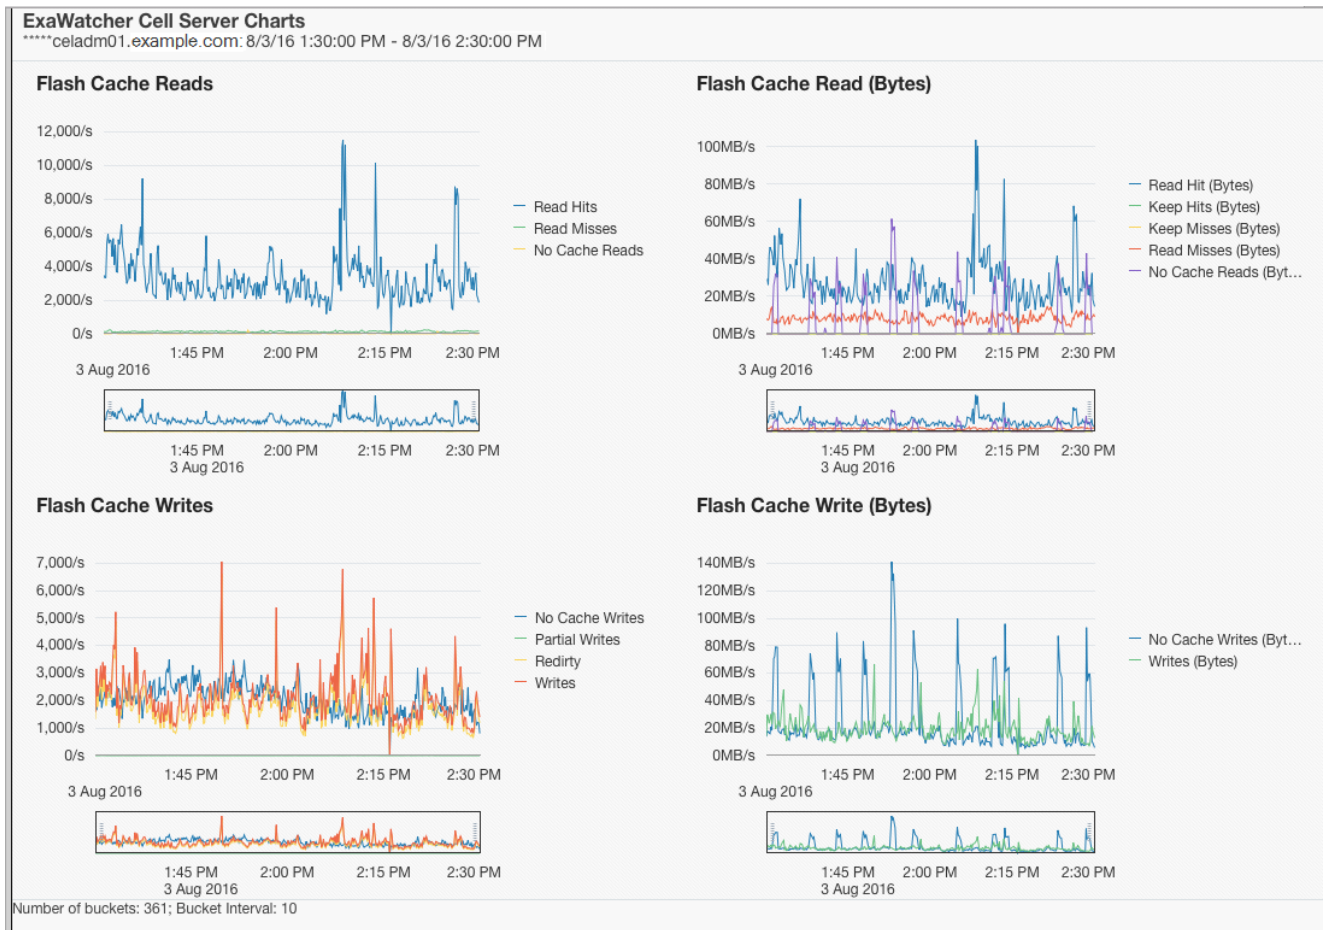 ExaWatcher Cell Server Charts
*****celadm01.example.com: 8/3/16 1:30:00 PM - 8/3/16 2:30:00 PM
Flash Cache Reads
12,000/s
10,000/s
8,000/s
6,000/s
4,000/s
2,000/s
0/s
1:45 PM 2:00 PM 2:15 PM 2:30 PM
3 Aug 2016
Read Hits
Read Misses
No Cache Reads
1:45 PM 2:00 PM 2:15 PM 2:30 PM
3 Aug 2016
Flash Cache Read (Bytes)
100MB/s
80MB/s
60MB/s
40MB/s
20MB/s
0MB/s
1:45 PM 2:00 PM 2:15 PM 2:30 PM
3 Aug 2016
Read Hit (Bytes)
Keep Hits (Bytes)
Keep Misses (Bytes)
Read Misses (Bytes)
No Cache Reads (Byt...
1:45 PM 2:00 PM 2:15 PM 2:30 PM
3 Aug 2016
Flash Cache Writes
7,000/s
6,000/s
5,000/s
4,000/s
3,000/s
2,000/s
1,000/s
0/s
1:45 PM 2:00 PM 2:15 PM 2:30 PM
3 Aug 2016
No Cache Writes
Partial Writes
Redirty
Writes
1:45 PM 2:00 PM 2:15 PM 2:30 PM
3 Aug 2016
Flash Cache Write (Bytes)
140MB/s
120MB/s
100MB/s
80MB/s
60MB/s
40MB/s
20MB/s
0MB/s
1:45 PM 2:00 PM 2:15 PM 2:30 PM
3 Aug 2016
No Cache Writes (Byt...
Writes (Bytes)
1:45 PM 2:00 PM 2:15 PM 2:30 PM
3 Aug 2016
Number of buckets: 361; Bucket Interval: 10